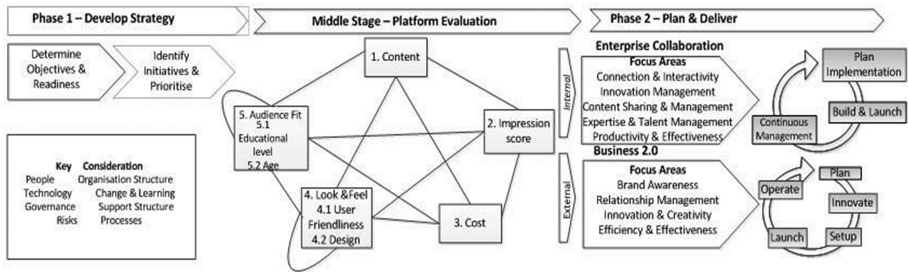 Phase 1 – Develop Strategy
Middle Stage – Platform Evaluation
Phase 2 – Plan & Deliver
Determine
Objectives &
Readiness
Identify
Initiatives &
Prioritise
Key Consideration
People Organisation Structure
Technology Change & Learning
Governance Support Structure
Risks Processes
1. Content
5. Audience Fit
5.1
Educational
level
5.2 Age
2. Impression
score
4. Look &Feel
4.1 User
Friendliness
4.2 Design
3. Cost
Internal
Enterprise Collaboration
Focus Areas
Connection & Interactivity
Innovation Management
Content Sharing & Management
Expertise & Talent Management
Productivity & Effectiveness
Plan
Implementation
Build & Launch
Continuous
Management
External
Business 2.0
Focus Areas
Brand Awareness
Relationship Management
Innovation & Creativity
Efficiency & Effectiveness
Plan
Innovate
Setup
Launch
Operate